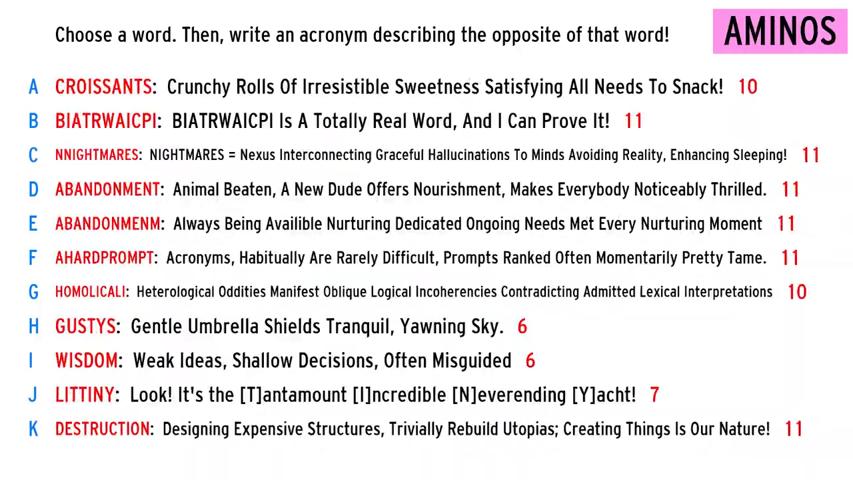 Choose a word. Then, write an acronym describing the opposite of that word!
AMINOS
A CROISSANTS: Crunchy Rolls Of Irresistible Sweetness Satisfying All Needs To Snack! 10
B BIATRWAICPI: BIATRWAICPI Is A Totally Real Word, And I Can Prove It! 11
C NNIGHTMARES: NIGHTMARES = Nexus Interconnecting Graceful Hallucinations To Minds Avoiding Reality, Enhancing Sleeping! 11
D ABANDONMENT: Animal Beaten, A New Dude Offers Nourishment, Makes Everybody Noticeably Thrilled. 11
E ABANDONMENM: Always Being Availible Nurturing Dedicated Ongoing Needs Met Every Nurturing Moment 11
F AHARDPROMPT: Acronyms, Habitually Are Rarely Difficult, Prompts Ranked Often Momentarily Pretty Tame. 11
G HOMOLICALI: Heterological Oddities Manifest Oblique Logical Incoherencies Contradicting Admitted Lexical Interpretations 10
H GUSTYS: Gentle Umbrella Shields Tranquil, Yawning Sky. 6
I WISDOM: Weak Ideas, Shallow Decisions, Often Misguided 6
J LITTINY: Look! It's the [T]antamount [I]ncredible [N]everending [Y]acht! 7
K DESTRUCTION: Designing Expensive Structures, Trivially Rebuild Utopias; Creating Things Is Our Nature! 11